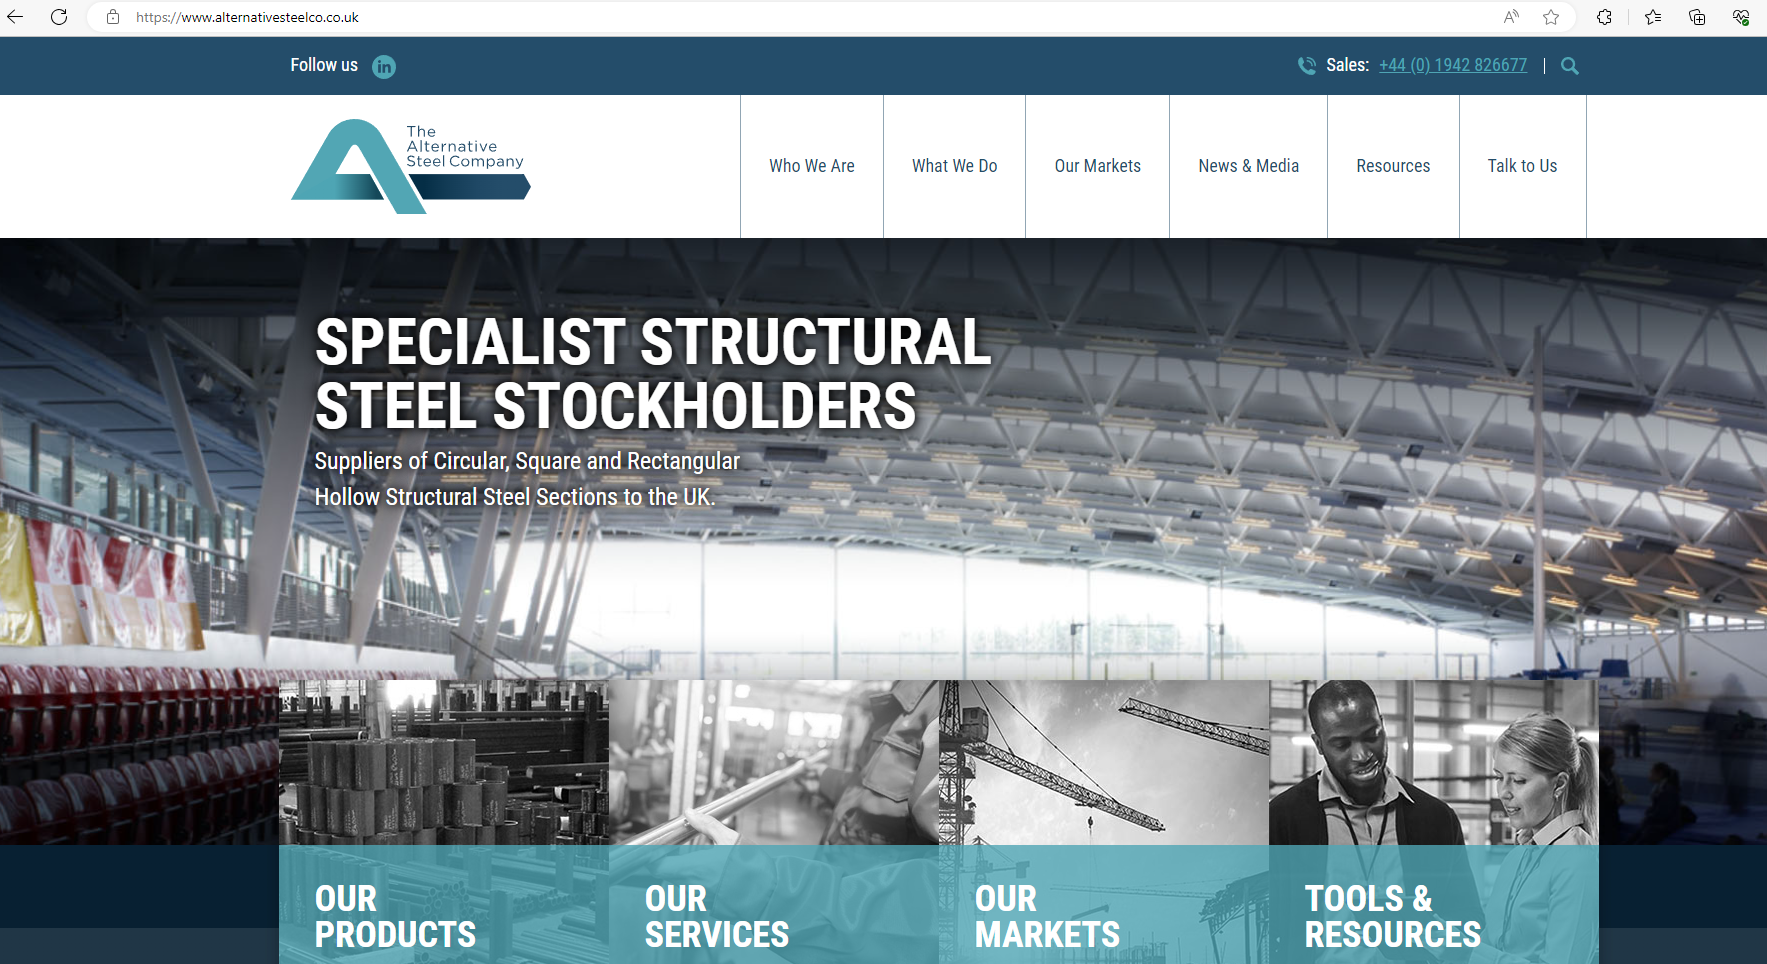 https://www.alternativesteelco.co.uk
Follow us
in
Sales: +44 (0) 1942 826677
The
Alternative
Steel Company
Who We Are
What We Do
Our Markets
News & Media
Resources
Talk to Us
SPECIALIST STRUCTURAL
STEEL STOCKHOLDERS
Suppliers of Circular, Square and Rectangular
Hollow Structural Steel Sections to the UK.
OUR
PRODUCTS
OUR
SERVICES
OUR
MARKETS
TOOLS &
RESOURCES